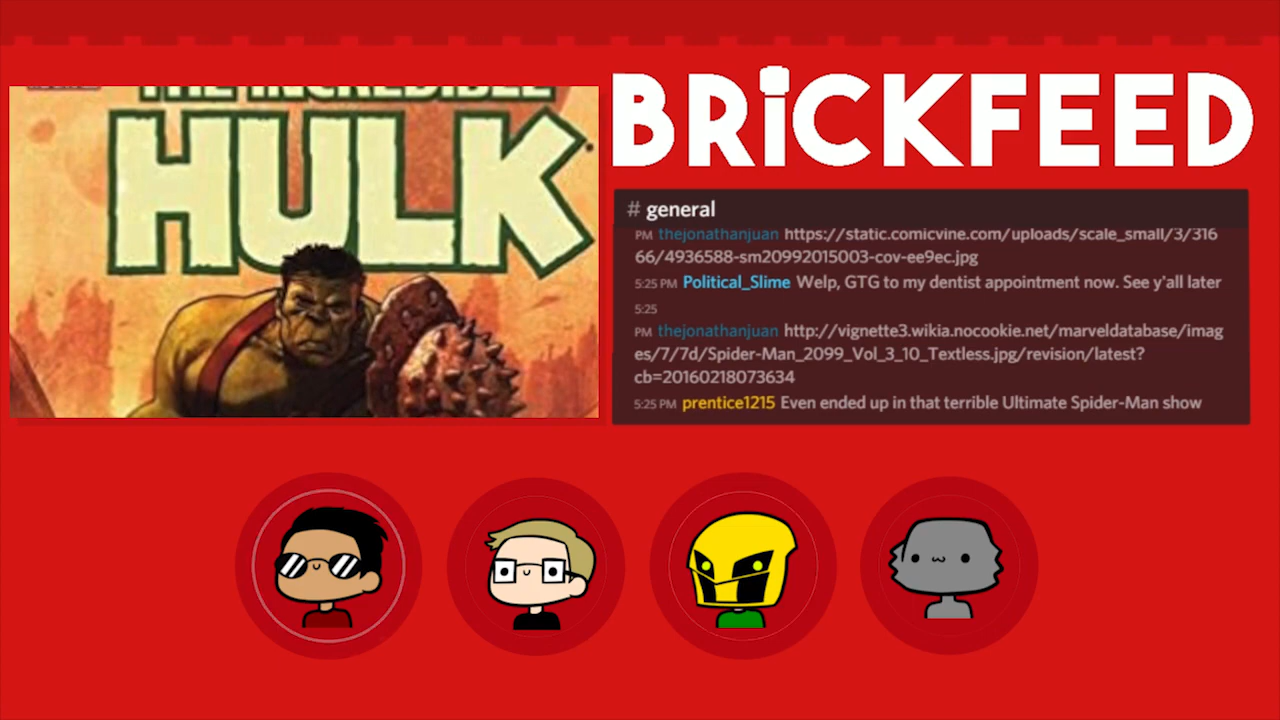 THE INCREDIBLE
HULK
BRiCKFEED
# general
PM thejonathanjuan https://static.comicvine.com/uploads/scale_small/3/316
66/4936588-sm20992015003-cov-ee9ec.jpg
5:25 PM Political_Slime Welp, GTG to my dentist appointment now. See y'all later
5:25
PM thejonathanjuan http://vignette3.wikia.nocookie.net/marveldatabase/imag
es/7/7d/Spider-Man_2099_Vol_3_10_Textless.jpg/revision/latest?
cb=20160218073634
5:25 PM prentice1215 Even ended up in that terrible Ultimate Spider-Man show